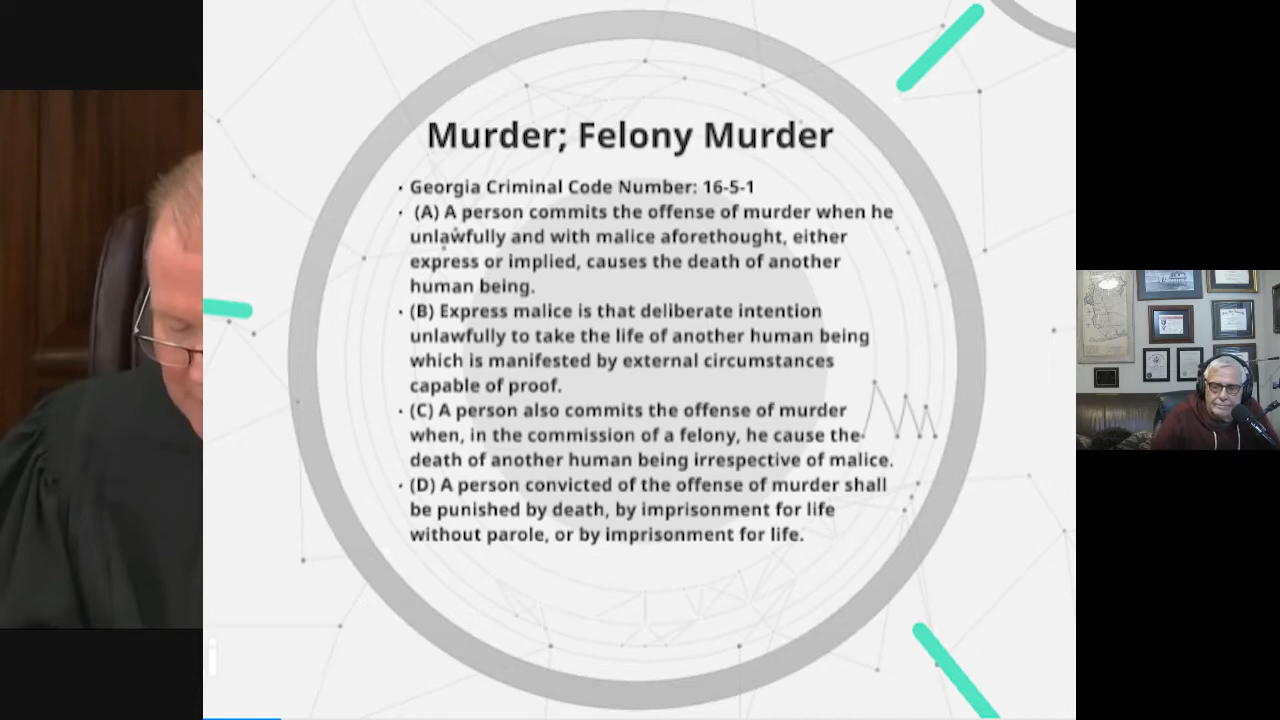 Murder; Felony Murder
· Georgia Criminal Code Number: 16-5-1
· (A) A person commits the offense of murder when he
unlawfully and with malice aforethought, either
express or implied, causes the death of another
human being.
· (B) Express malice is that deliberate intention
unlawfully to take the life of another human being
which is manifested by external circumstances
capable of proof.
· (C) A person also commits the offense of murder
when, in the commission of a felony, he cause the
death of another human being irrespective of malice.
· (D) A person convicted of the offense of murder shall
be punished by death, by imprisonment for life
without parole, or by imprisonment for life.